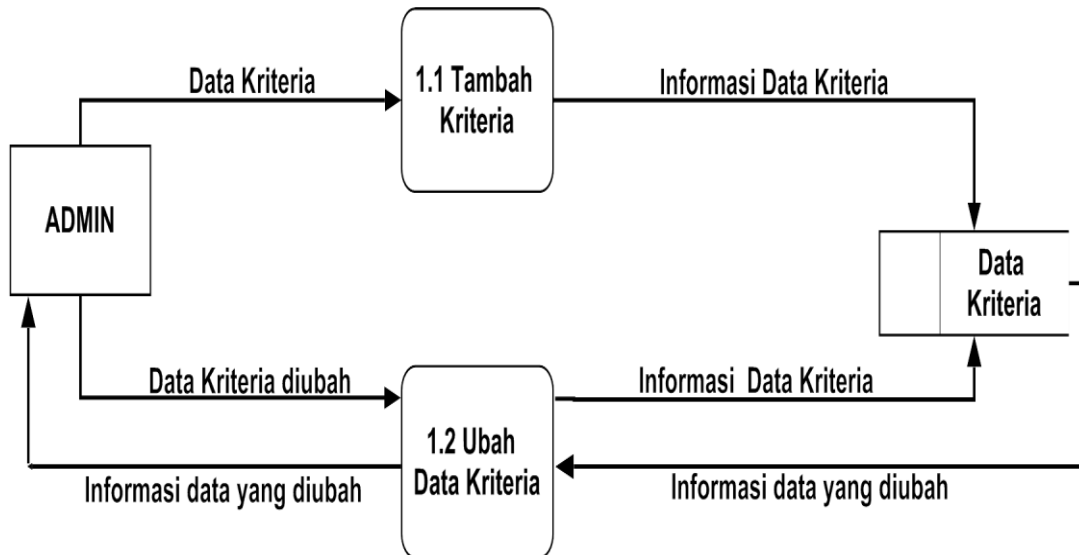 Data Kriteria
1.1 Tambah
Kriteria
Informasi Data Kriteria
ADMIN
Data
Kriteria
Data Kriteria diubah
Informasi Data Kriteria
1.2 Ubah
Data Kriteria
Informasi data yang diubah
Informasi data yang diubah